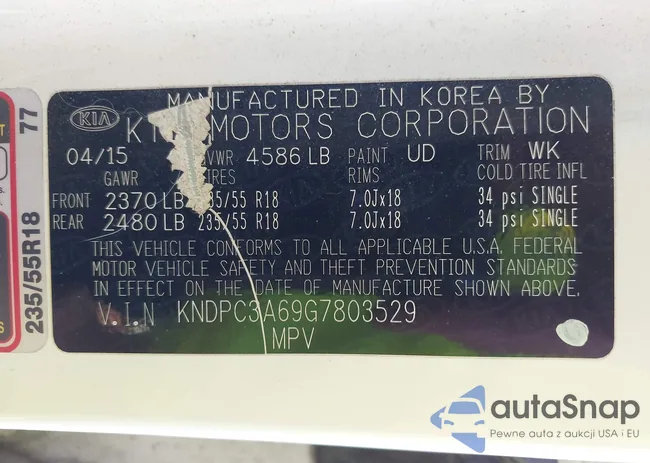 MANUFACTURED IN KOREA BY
KIA MOTORS CORPORATION
04/15 VWR 4586 LB PAINT UD TRIM WK
GAWR IRES RIMS. COLD TIRE INFL
FRONT 2370 LB 235/55 R18 7.0Jx18 34 psi SINGLE
REAR 2480 LB 235/55 R18 7.0Jx18 34 psi SINGLE
THIS VEHICLE CONFORMS TO ALL APPLICABLE U.S.A. FEDERAL
MOTOR VEHICLE SAFETY AND THEFT PREVENTION STANDARDS
IN EFFECT ON THE DATE OF MANUFACTURE SHOWN ABOVE.
V.I.N KNDPC3A69G7803529
MPV
77
235/55R18
autaSnap
Pewne auta z aukcji USA i EU